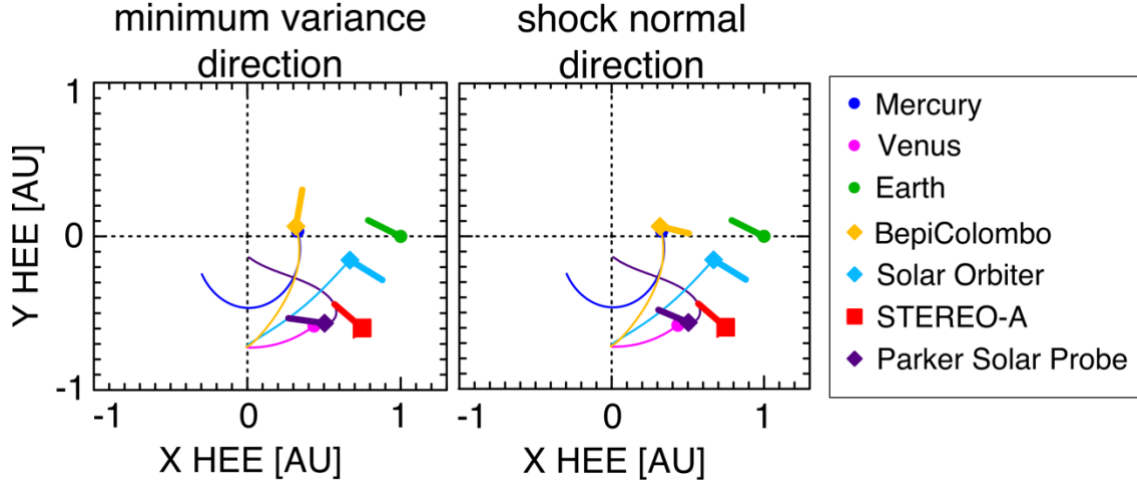 minimum variance
direction
shock normal
direction
1
0
-1
Y HEE [AU]
-1
0
1
X HEE [AU]
-1
0
1
X HEE [AU]
Mercury
Venus
Earth
BepiColombo
Solar Orbiter
STEREO-A
Parker Solar Probe